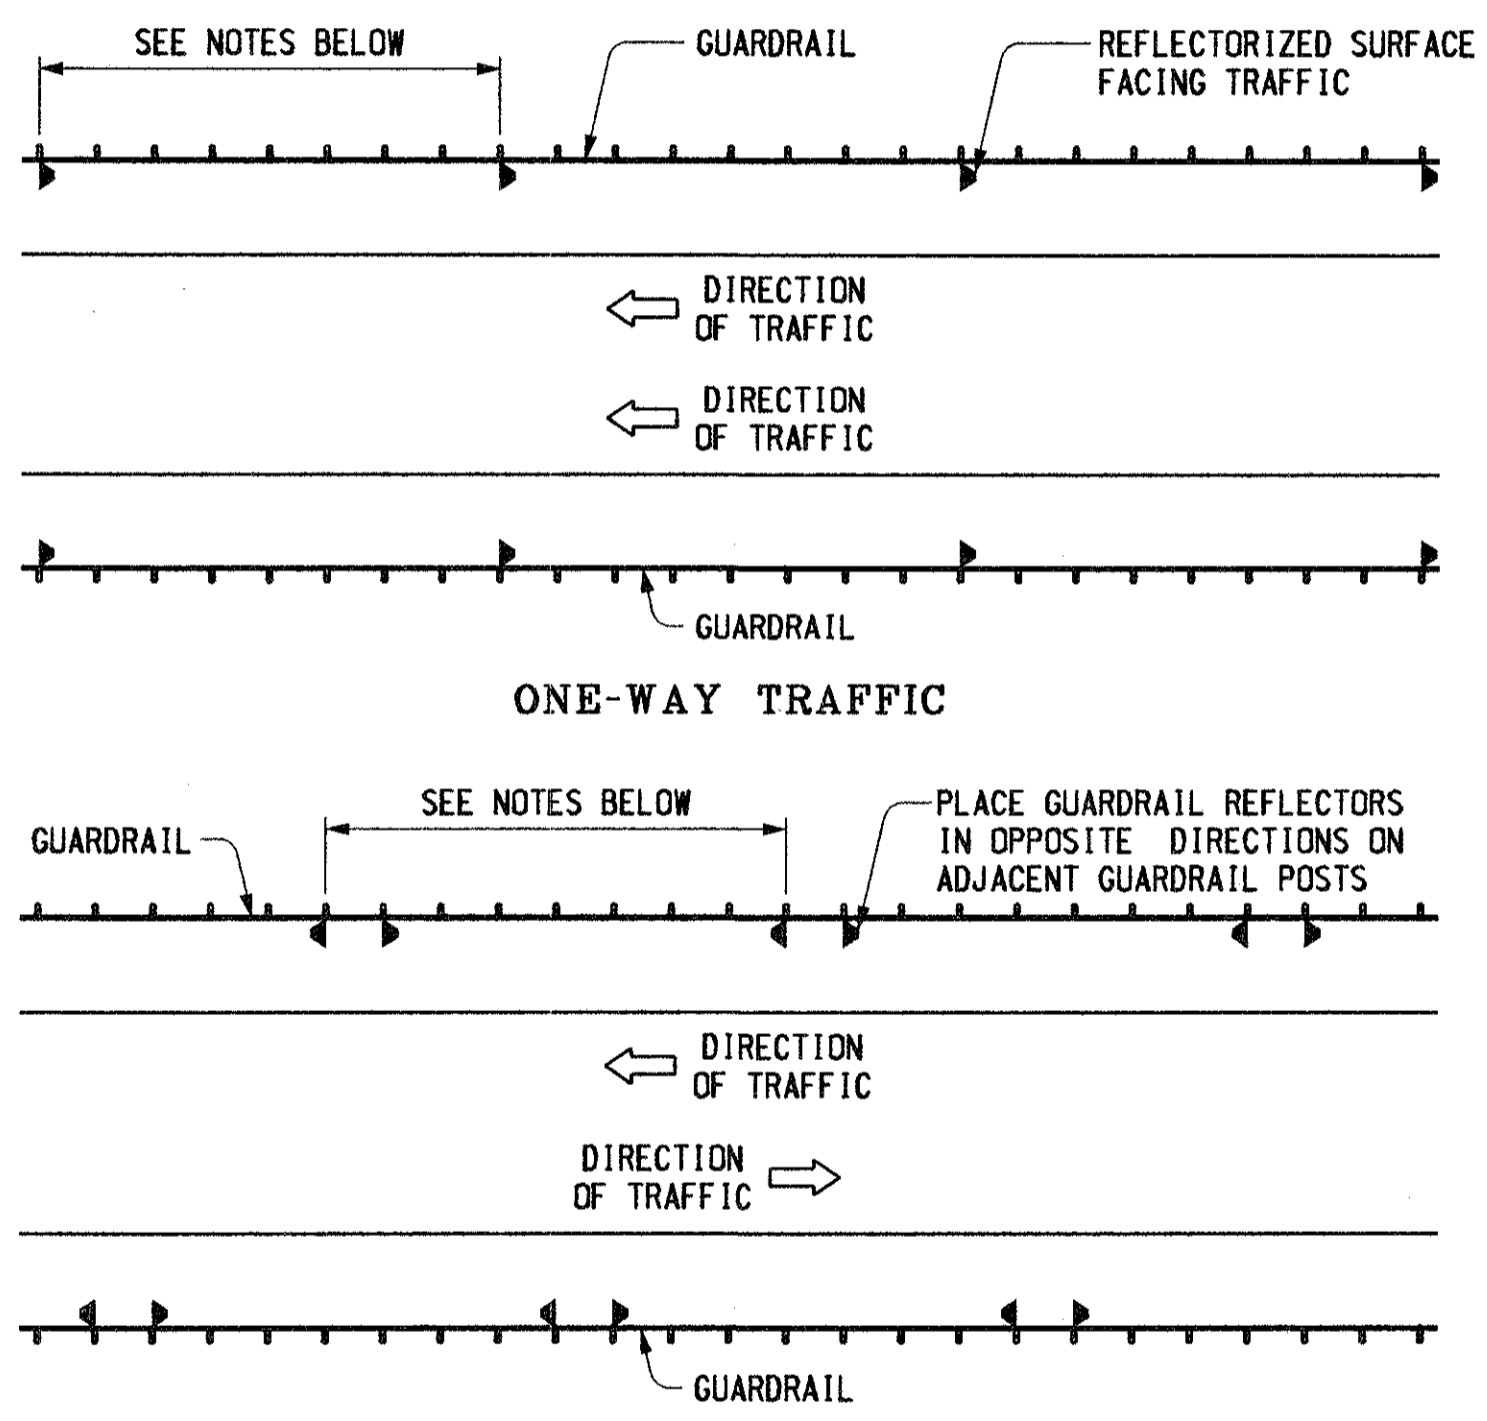 SEE NOTES BELOW
GUARDRAIL
REFLECTORIZED SURFACE
FACING TRAFFIC
DIRECTION
OF TRAFFIC
DIRECTION
OF TRAFFIC
GUARDRAIL
ONE-WAY TRAFFIC
SEE NOTES BELOW
GUARDRAIL
PLACE GUARDRAIL REFLECTORS
IN OPPOSITE DIRECTIONS ON
ADJACENT GUARDRAIL POSTS
DIRECTION
OF TRAFFIC
DIRECTION
OF TRAFFIC
GUARDRAIL